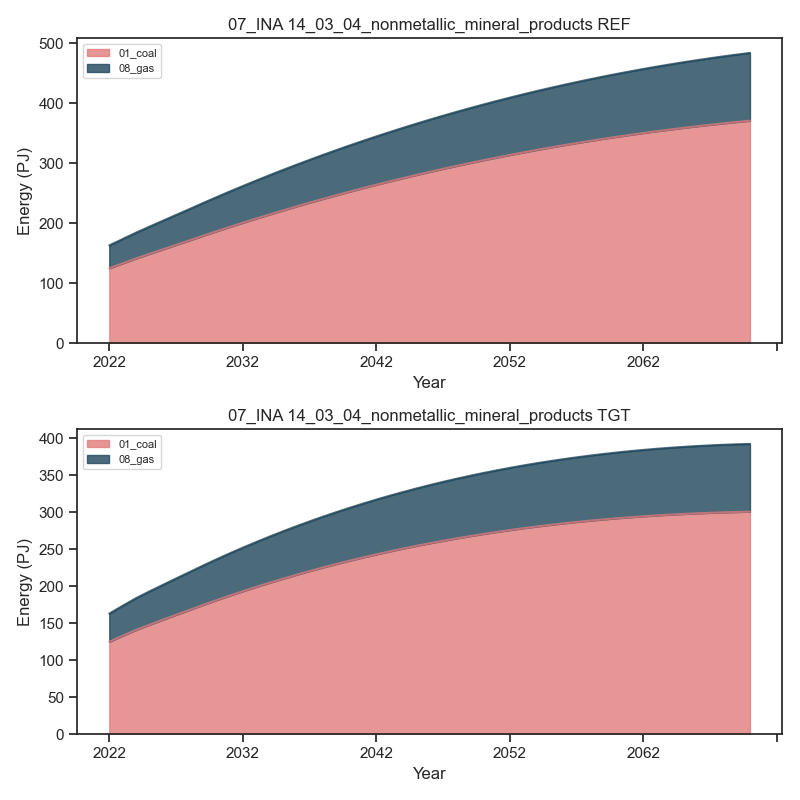 07_INA 14_03_04_nonmetallic_mineral_products REF
500
400
300
200
100
0
Energy (PJ)
01_coal
08_gas
2022 2032 2042 2052 2062
Year
07_INA 14_03_04_nonmetallic_mineral_products TGT
400
350
300
250
200
150
100
50
0
Energy (PJ)
01_coal
08_gas
2022 2032 2042 2052 2062
Year